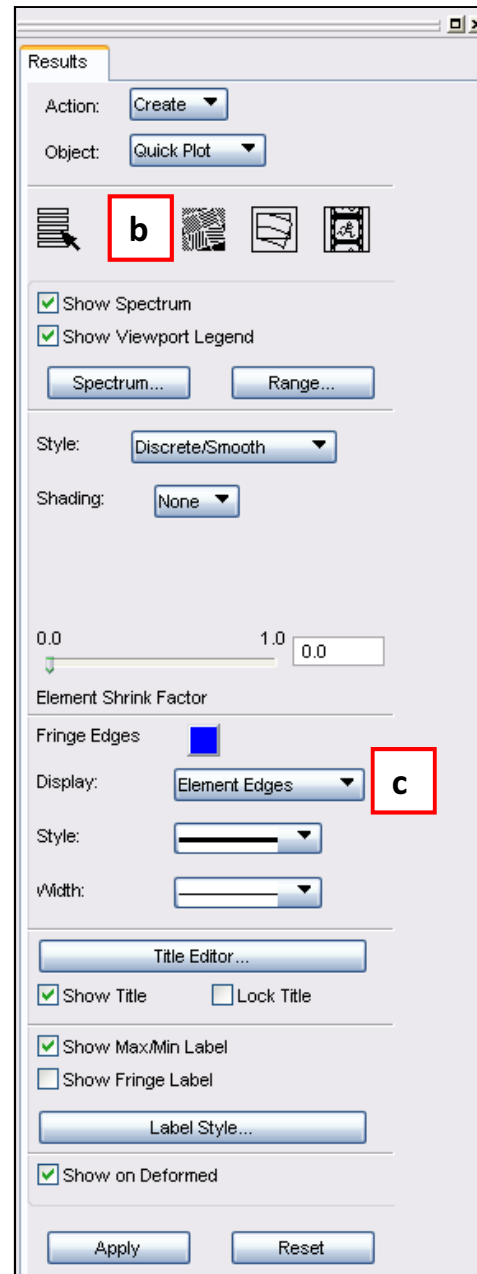 Results
Action: Create
Object: Quick Plot
b
Show Spectrum
Show Viewport Legend
Spectrum... Range...
Style: Discrete/Smooth
Shading: None
0.0 1.0 0.0
Element Shrink Factor
Fringe Edges
Display: Element Edges c
Style:
Width:
Title Editor...
Show Title Lock Title
Show Max/Min Label
Show Fringe Label
Label Style...
Show on Deformed
Apply Reset